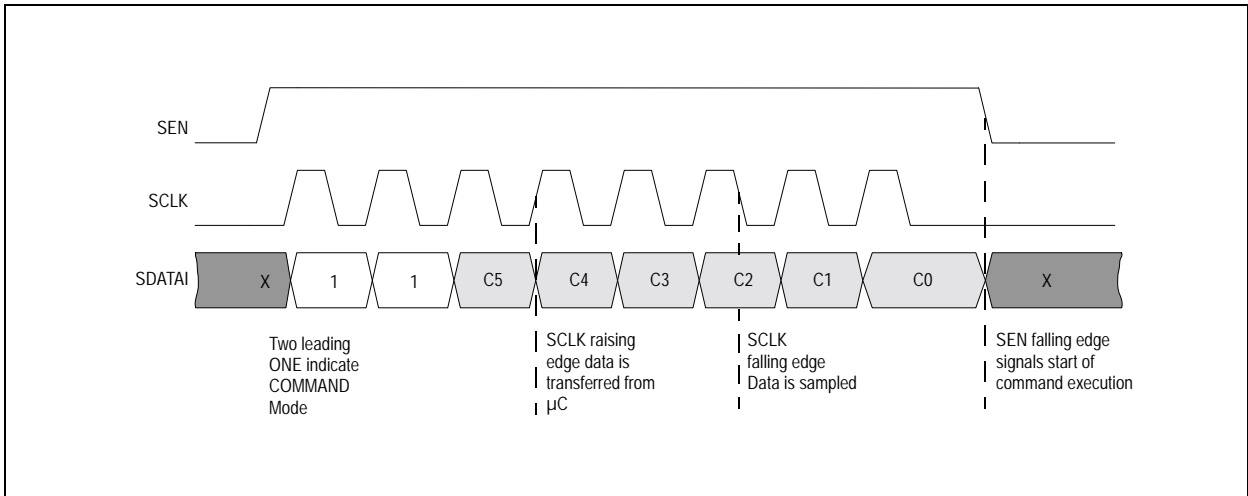 SEN
SCLK
SDATAI
X
1
1
C5
C4
C3
C2
C1
C0
X
Two leading
ONE indicate
COMMAND
Mode
SCLK raising
edge data is
transferred from
µC
SCLK
falling edge
Data is sampled
SEN falling edge
signals start of
command execution